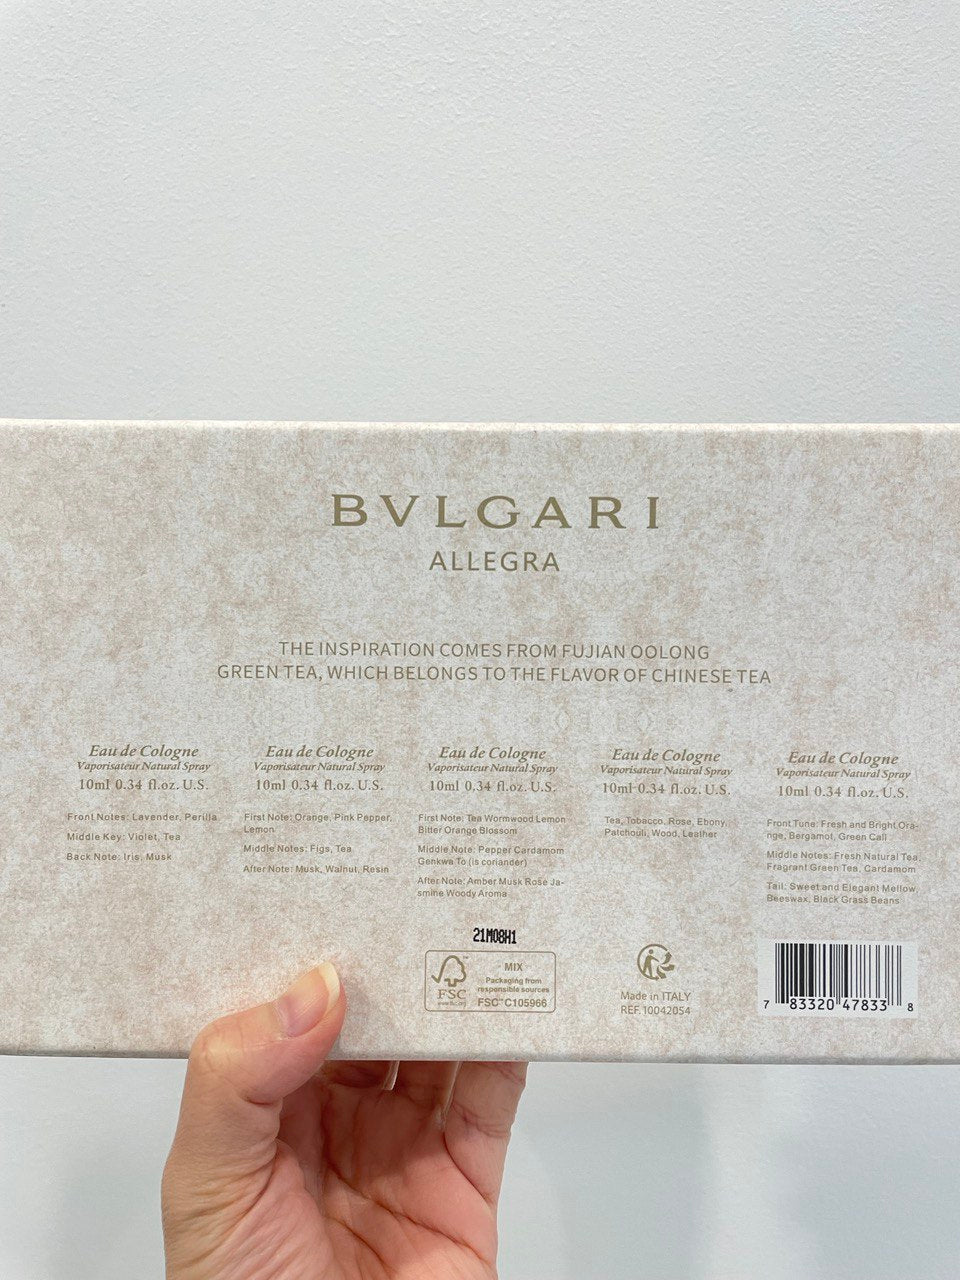 BVLGARI
ALLEGRA
THE INSPIRATION COMES FROM FUJIAN OOLONG
GREEN TEA, WHICH BELONGS TO THE FLAVOR OF CHINESE TEA
Eau de Cologne
Vaporisateur Natural Spray
10ml 0.34 fl.oz. U.S.
Front Notes: Lavender, Perilla
Middle Key: Violet, Tea
Back Note: Iris, Musk
Eau de Cologne
Vaporisateur Natural Spray
10ml 0.34 fl.oz. U.S.
First Note: Orange, Pink Pepper,
Lemon
Middle Notes: Figs, Tea
After Note: Musk, Walnut, Resin
Eau de Cologne
Vaporisateur Natural Spray
10ml 0.34 fl.oz. U.S.
First Note: Tea Wormwood Lemon
Bitter Orange Blossom
Middle Note: Pepper Cardamom
Genkwa To (is coriander)
After Note: Amber Musk Rose Ja-
smine Woody Aroma
Eau de Cologne
Vaporisateur Natural Spray
10ml 0.34 fl.oz. U.S.
Tea, Tobacco, Rose, Ebony,
Patchouli, Wood, Leather
Eau de Cologne
Vaporisateur Natural Spray
10ml 0.34 fl.oz. U.S.
Front Tune: Fresh and Bright Ora-
nge, Bergamot, Green Call
Middle Notes: Fresh Natural Tea,
Fragrant Green Tea, Cardamom
Tail: Sweet and Elegant Mellow
Beeswax, Black Grass Beans
21M08H1
FSC™
www.fsc.org
MIX
Packaging from
responsible sources
FSC™ C105966
Made in ITALY
REF.10042054
7 83320 47833 8